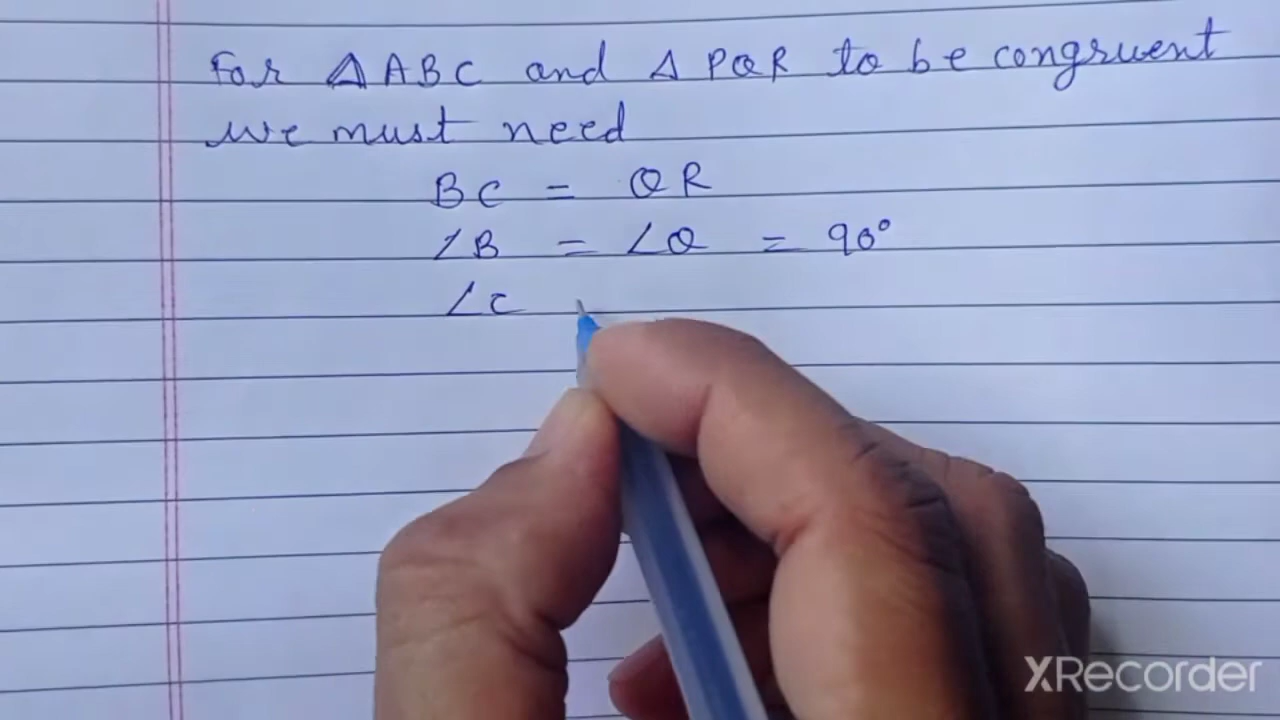 For △ABC and △PQR to be congruent
we must need
BC = QR
∠B = ∠Q = 90°
∠C
XRecorder